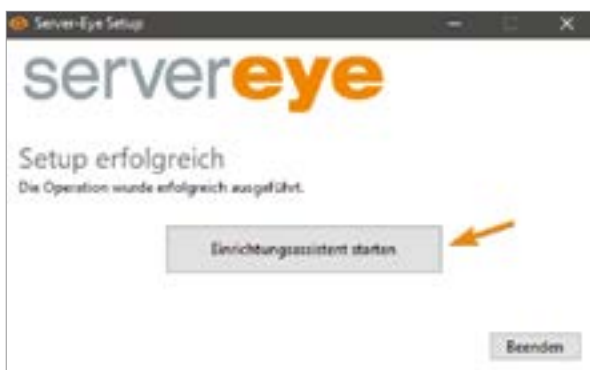 Server-Eye Setup
servereye
Setup erfolgreich
Die Operation wurde erfolgreich ausgeführt.
Einrichtungsassistent starten
Beenden